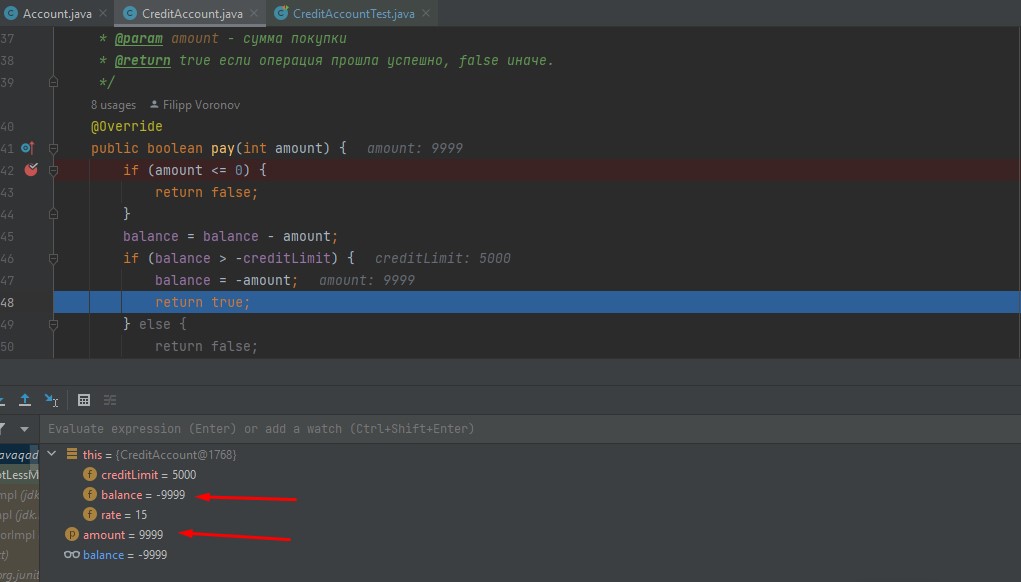 Account.java CreditAccount.java CreditAccountTest.java
37 * @param amount - сумма покупки
38 * @return true если операция прошла успешно, false иначе.
39 */
8 usages Filipp Voronov
40 @Override
41 public boolean pay(int amount) { amount: 9999
42 if (amount <= 0) {
43 return false;
44 }
45 balance = balance - amount;
46 if (balance > -creditLimit) { creditLimit: 5000
47 balance = -amount; amount: 9999
48 return true;
49 } else {
50 return false;
Evaluate expression (Enter) or add a watch (Ctrl+Shift+Enter)
avaqad this = {CreditAccount@1768}
otLessM creditLimit = 5000
mpl (jdk balance = -9999
mpl (jdk. rate = 15
orImpl amount = 9999
t) balance = -9999
org.junit